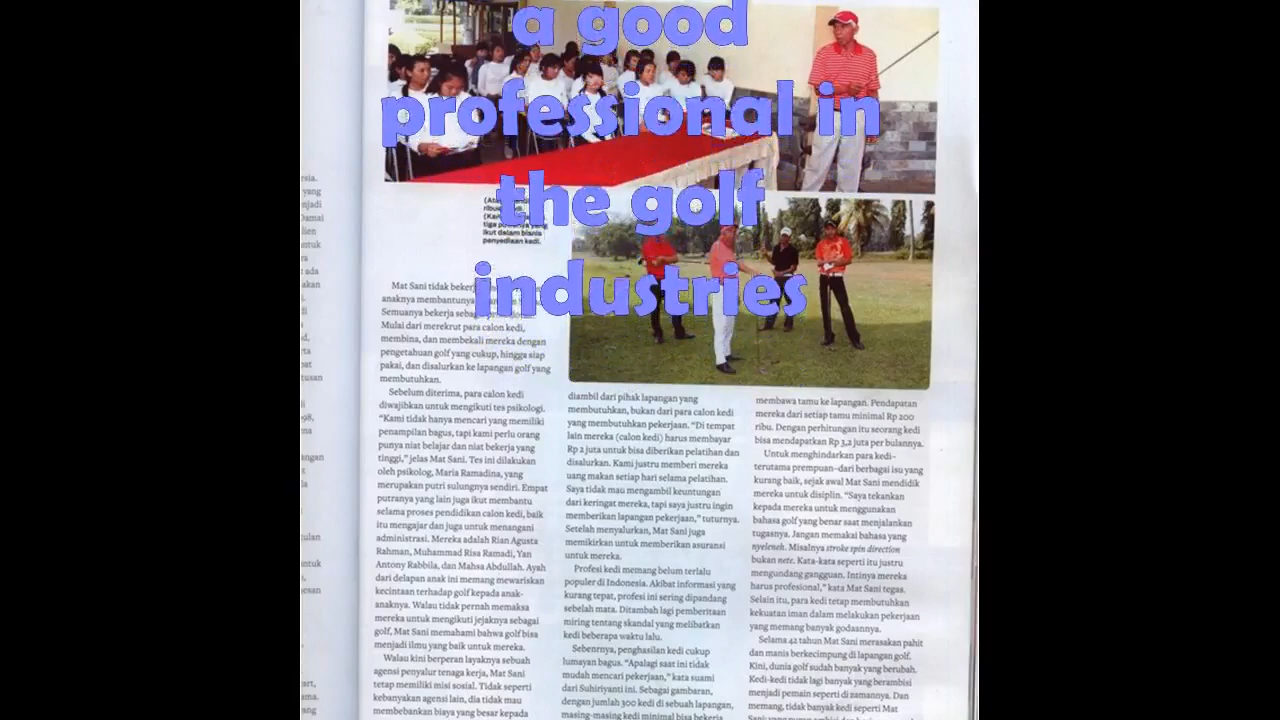 a good
professional in
the golf
industries
ikut dalam bisnis
penyediaan kedi.
Mat Sani tidak
anaknya membantunya
Semuanya bekerja
Mulai dari merekrut para calon kedi,
membina, dan membekali mereka dengan
pengetahuan golf yang cukup, hingga siap
pakai, dan disalurkan ke lapangan golf yang
membutuhkan.
Sebelum diterima, para calon kedi
diwajibkan untuk mengikuti tes psikologi.
“Kami tidak hanya mencari yang memiliki
penampilan bagus, tapi kami perlu orang
punya niat belajar dan niat bekerja yang
tinggi,” jelas Mat Sani. Tes ini dilakukan
oleh psikolog, Maria Ramadina, yang
merupakan putri sulungnya sendiri. Empat
putranya yang lain juga ikut membantu
selama proses pendidikan calon kedi, baik
itu mengajar dan juga untuk menangani
administrasi. Mereka adalah Rian Agusta
Rahman, Muhammad Risa Ramadi, Yan
Antony Rabbila, dan Mahsa Abdullah. Ayah
dari delapan anak ini memang mewariskan
kecintaan terhadap golf kepada anak-
anaknya. Walau tidak pernah memaksa
mereka untuk mengikuti jejaknya sebagai
golf, Mat Sani memahami bahwa golf bisa
menjadi ilmu yang baik untuk mereka.
Walau kini berperan layaknya sebuah
agensi penyalur tenaga kerja, Mat Sani
tetap memiliki misi sosial. Tidak seperti
kebanyakan agensi lain, dia tidak mau
membebankan biaya yang besar kepada
diambil dari pihak lapangan yang
membutuhkan, bukan dari para calon kedi
yang membutuhkan pekerjaan. “Di tempat
lain mereka (calon kedi) harus membayar
Rp 2 juta untuk bisa diberikan pelatihan dan
disalurkan. Kami justru memberi mereka
uang makan setiap hari selama pelatihan.
Saya tidak mau mengambil keuntungan
dari keringat mereka, tapi saya justru ingin
memberikan lapangan pekerjaan,” tuturnya.
Setelah menyalurkan, Mat Sani juga
memikirkan untuk memberikan asuransi
untuk mereka.
Profesi kedi memang belum terlalu
populer di Indonesia. Akibat informasi yang
kurang tepat, profesi ini sering dipandang
sebelah mata. Ditambah lagi pemberitaan
miring tentang skandal yang melibatkan
kedi beberapa waktu lalu.
Sebenrnya, penghasilan kedi cukup
lumayan bagus. “Apalagi saat ini tidak
mudah mencari pekerjaan,” kata suami
dari Suhiriyanti ini. Sebagai gambaran,
dengan jumlah 300 kedi di sebuah lapangan,
masing-masing kedi minimal bisa bekerja
membawa tamu ke lapangan. Pendapatan
mereka dari setiap tamu minimal Rp 200
ribu. Dengan perhitungan itu seorang kedi
bisa mendapatkan Rp 3,2 juta per bulannya.
Untuk menghindarkan para kedi–
terutama prempuan–dari berbagai isu yang
kurang baik, sejak awal Mat Sani mendidik
mereka untuk disiplin. “Saya tekankan
kepada mereka untuk menggunakan
bahasa golf yang benar saat menjalankan
tugasnya. Jangan memakai bahasa yang
nyeleneh. Misalnya stroke spin direction
bukan netr. Kata-kata seperti itu justru
mengundang gangguan. Intinya mereka
harus profesional,” kata Mat Sani tegas.
Selain itu, para kedi tetap membutuhkan
kekuatan iman dalam melakukan pekerjaan
yang memang banyak godaannya.
Selama 42 tahun Mat Sani merasakan pahit
dan manis berkecimpung di lapangan golf.
Kini, dunia golf sudah banyak yang berubah.
Kedi-kedi tidak lagi banyak yang berambisi
menjadi pemain seperti di zamannya. Dan
memang, tidak banyak kedi seperti Mat